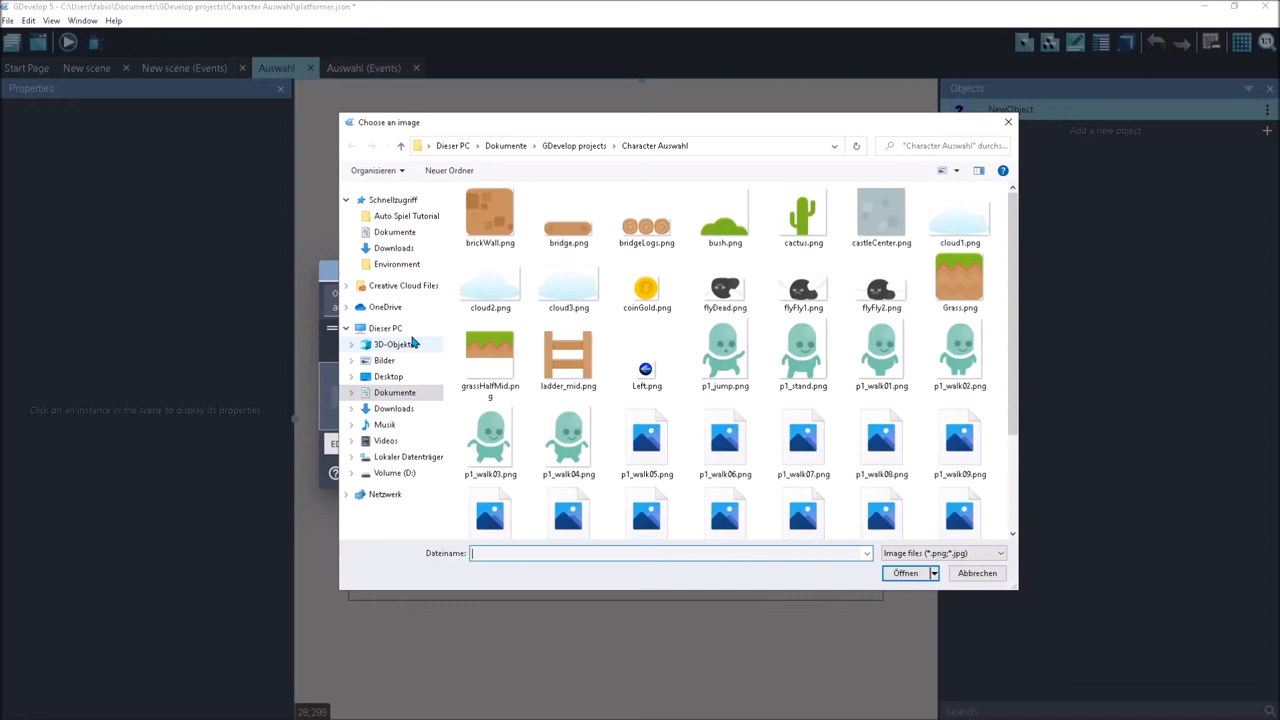 GDevelop 5 - C:\Users\fabio\Documents\GDevelop projects\Character Auswahl\platformer.json *
File Edit View Window Help
Start Page New scene New scene (Events) Auswahl Auswahl (Events)
Properties
Objects
NewObject
Add a new object
Click on an instance in the scene to display its properties
Choose an image
Dieser PC > Dokumente > GDevelop projects > Character Auswahl
"Character Auswahl" durchs...
Organisieren Neuer Ordner
Schnellzugriff
Auto Spiel Tutorial
Dokumente
Downloads
Environment
Creative Cloud Files
OneDrive
Dieser PC
3D-Objekte
Bilder
Desktop
Dokumente
Downloads
Musik
Videos
Lokaler Datenträger
Volume (D:)
Netzwerk
brickWall.png bridge.png bridgeLogs.png bush.png cactus.png castleCenter.png cloud1.png
cloud2.png cloud3.png coinGold.png flyDead.png flyFly1.png flyFly2.png Grass.png
grassHalfMid.png ladder_mid.png Left.png p1_jump.png p1_stand.png p1_walk01.png p1_walk02.png
p1_walk03.png p1_walk04.png p1_walk05.png p1_walk06.png p1_walk07.png p1_walk08.png p1_walk09.png
Dateiname: Image files (*.png;*.jpg)
Öffnen Abbrechen
28;298
Search
1:1